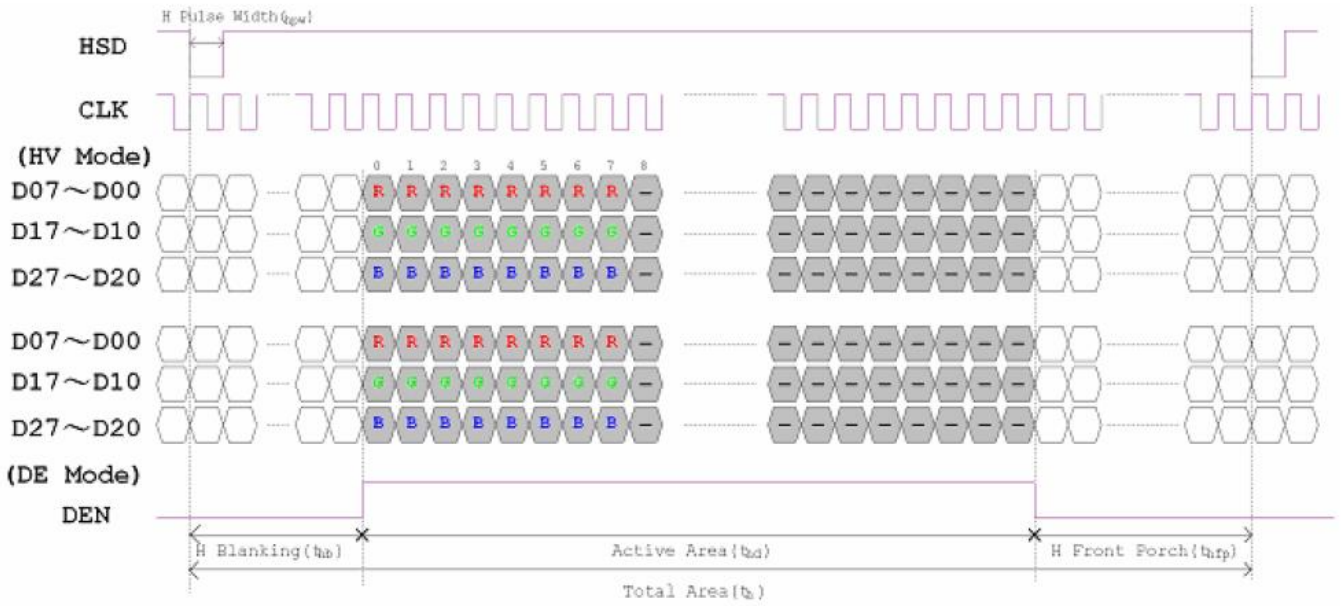 H Pulse Width(thpw)
HSD
CLK
(HV Mode)
0 1 2 3 4 5 6 7 8
D07～D00 R R R R R R R R — — — — — — — — —
D17～D10 G G G G G G G G — — — — — — — — —
D27～D20 B B B B B B B B — — — — — — — — —
D07～D00 R R R R R R R R — — — — — — — — —
D17～D10 G G G G G G G G — — — — — — — — —
D27～D20 B B B B B B B B — — — — — — — — —
(DE Mode)
DEN
H Blanking(thb) Active Area(thd) H Front Porch(thfp)
Total Area(th)